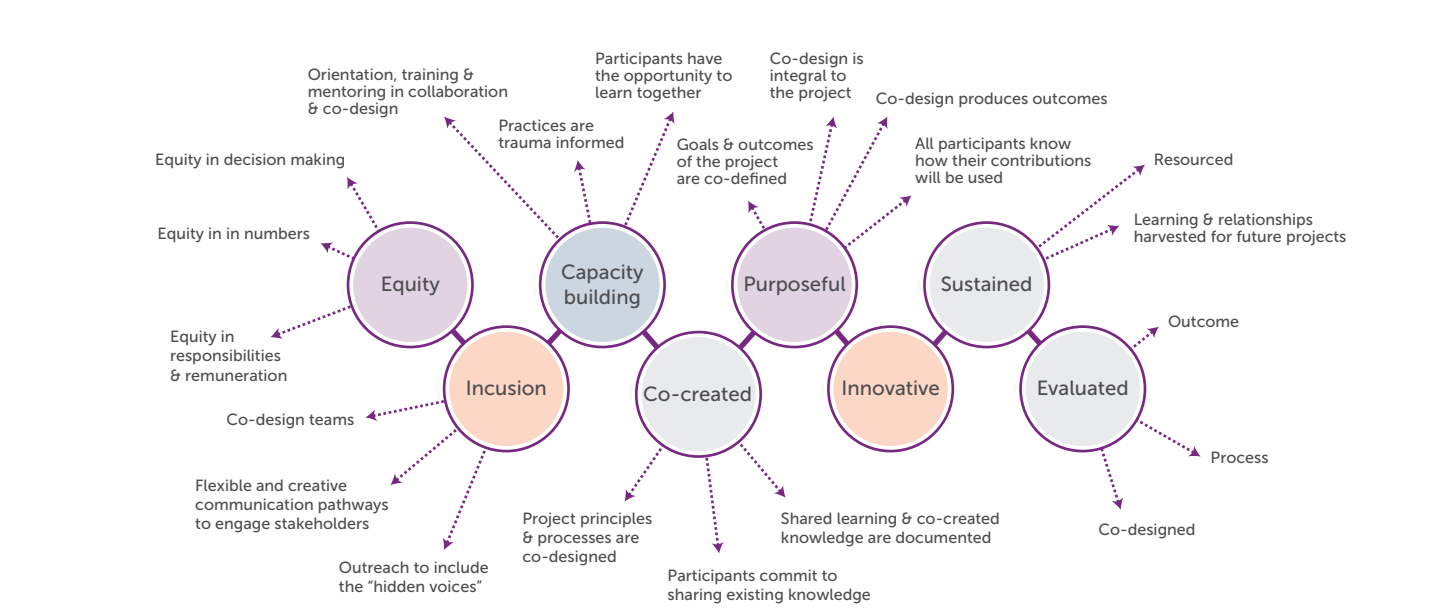 Orientation, training &
mentoring in collaboration
& co-design
Participants have
the opportunity to
learn together
Co-design is
integral to
the project
Co-design produces outcomes
Practices are
trauma informed
Goals & outcomes
of the project
are co-defined
All participants know
how their contributions
will be used
Equity in decision making
Resourced
Equity in in numbers
Learning & relationships
harvested for future projects
Equity
Capacity
building
Purposeful
Sustained
Equity in
responsibilities
& remuneration
Outcome
Incusion
Co-created
Innovative
Evaluated
Co-design teams
Process
Flexible and creative
communication pathways
to engage stakeholders
Project principles
& processes are
co-designed
Shared learning & co-created
knowledge are documented
Co-designed
Outreach to include
the “hidden voices”
Participants commit to
sharing existing knowledge